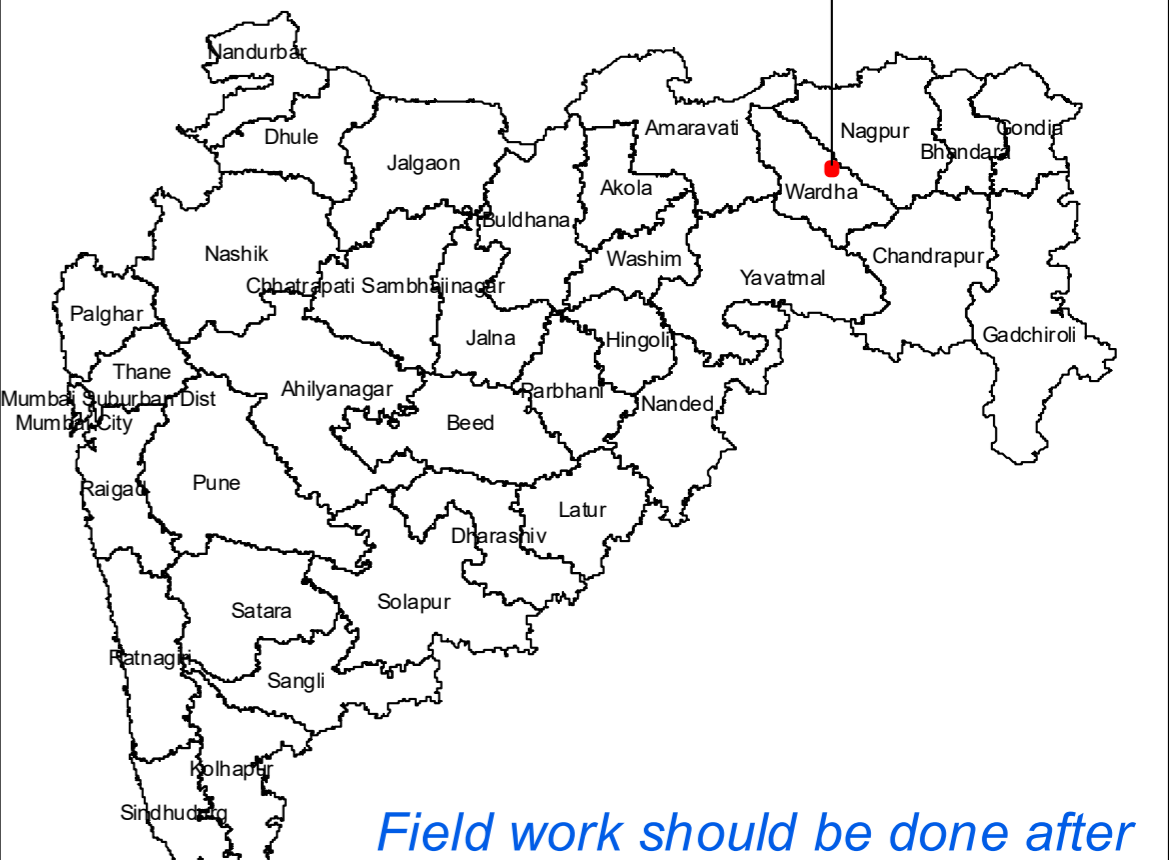 Nandurbar
Dhule
Jalgaon
Amaravati
Nagpur
Gondia
Bhandara
Akola
Wardha
Buldhana
Nashik
Washim
Chandrapur
Yavatmal
Chhatrapati Sambhajinagar
Palghar
Jalna
Hingoli
Gadchiroli
Thane
Ahilyanagar
Parbhani
Mumbai Suburban Dist
Nanded
Mumbai City
Beed
Raigad
Pune
Latur
Dharashiv
Satara
Solapur
Ratnagiri
Sangli
Kolhapur
Sindhudurg
Field work should be done after